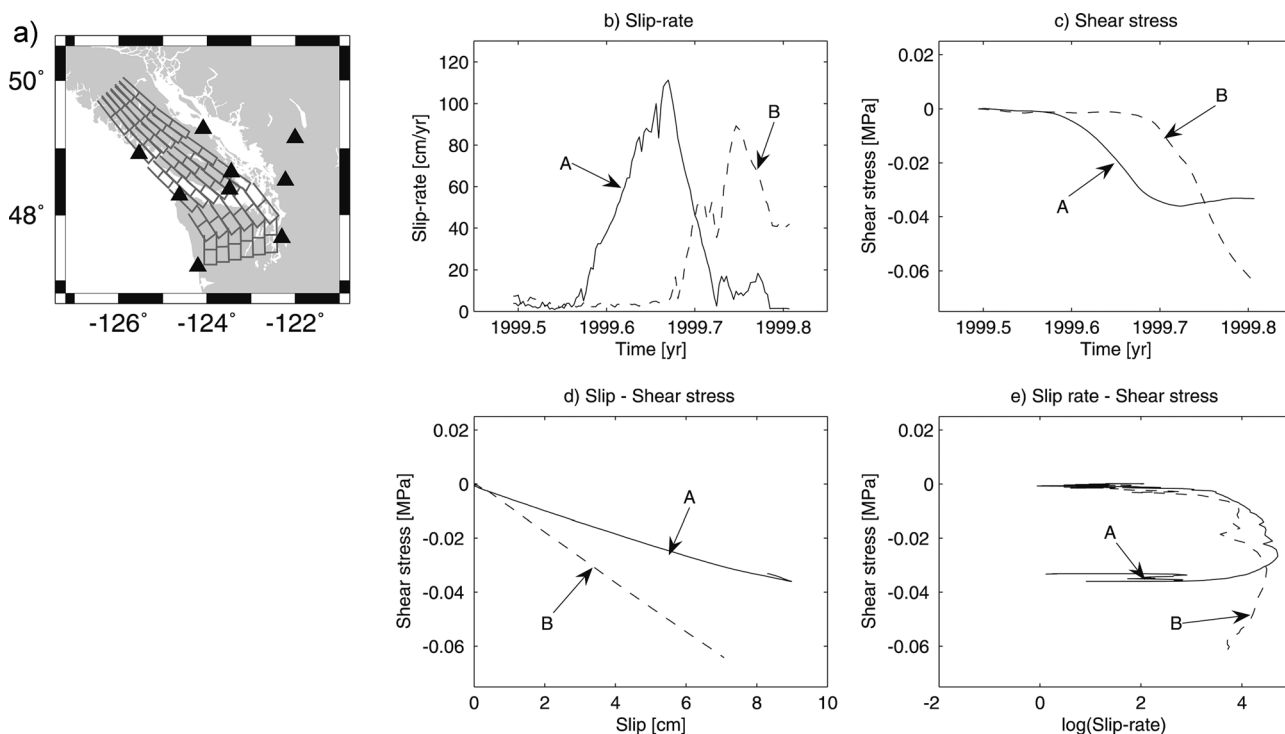 a)
50°
48°
-126°
-124°
-122°
b) Slip-rate
Slip-rate [cm/yr]
120
100
80
60
40
20
0
A
B
1999.5
1999.6
1999.7
1999.8
Time [yr]
c) Shear stress
Shear stress [MPa]
0.02
0
-0.02
-0.04
-0.06
B
A
1999.5
1999.6
1999.7
1999.8
Time [yr]
d) Slip - Shear stress
Shear stress [MPa]
0.02
0
-0.02
-0.04
-0.06
A
B
0
2
4
6
8
10
Slip [cm]
e) Slip rate - Shear stress
Shear stress [MPa]
0.02
0
-0.02
-0.04
-0.06
A
B
-2
0
2
4
log(Slip-rate)